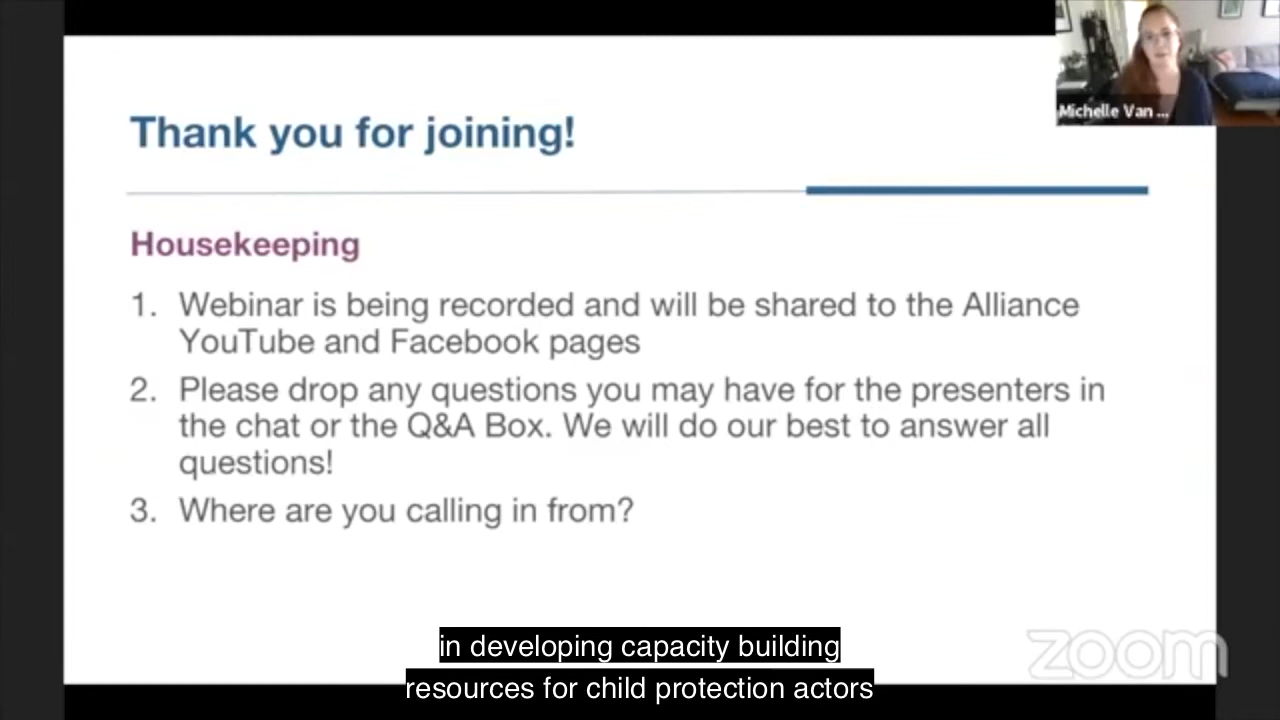 Michelle Van ...
Thank you for joining!
Housekeeping
1. Webinar is being recorded and will be shared to the Alliance
YouTube and Facebook pages
2. Please drop any questions you may have for the presenters in
the chat or the Q&A Box. We will do our best to answer all
questions!
3. Where are you calling in from?
in developing capacity building
resources for child protection actors
zoom